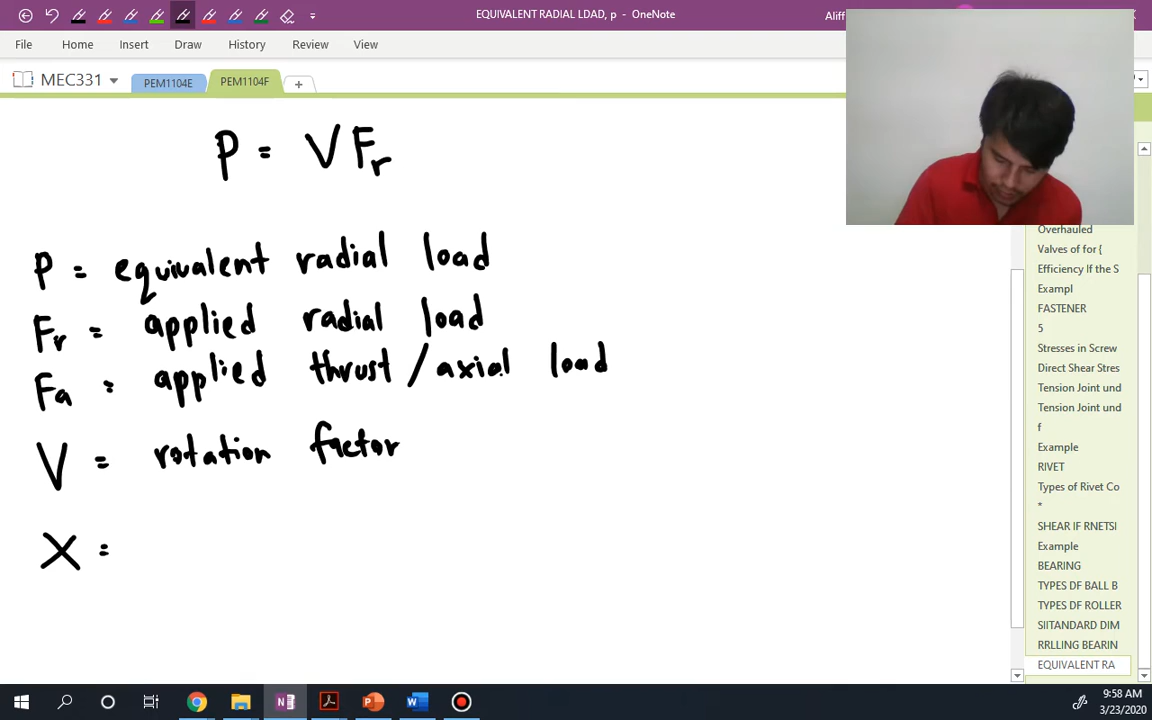 EQUIVALENT RADIAL LDAD, p - OneNote
Aliff
File Home Insert Draw History Review View
MEC331 PEM1104E PEM1104F
P = VFr
P = equivalent radial load
Fr = applied radial load
Fa = applied thrust/axial load
V = rotation factor
X =
Overhauled
Valves of for {
Efficiency If the S
Exampl
FASTENER
5
Stresses in Screw
Direct Shear Stres
Tension Joint und
Tension Joint und
f
Example
RIVET
Types of Rivet Co
*
SHEAR IF RNETSI
Example
BEARING
TYPES DF BALL B
TYPES DF ROLLER
SIITANDARD DIM
RRLLING BEARIN
EQUIVALENT RA
9:58 AM
3/23/2020